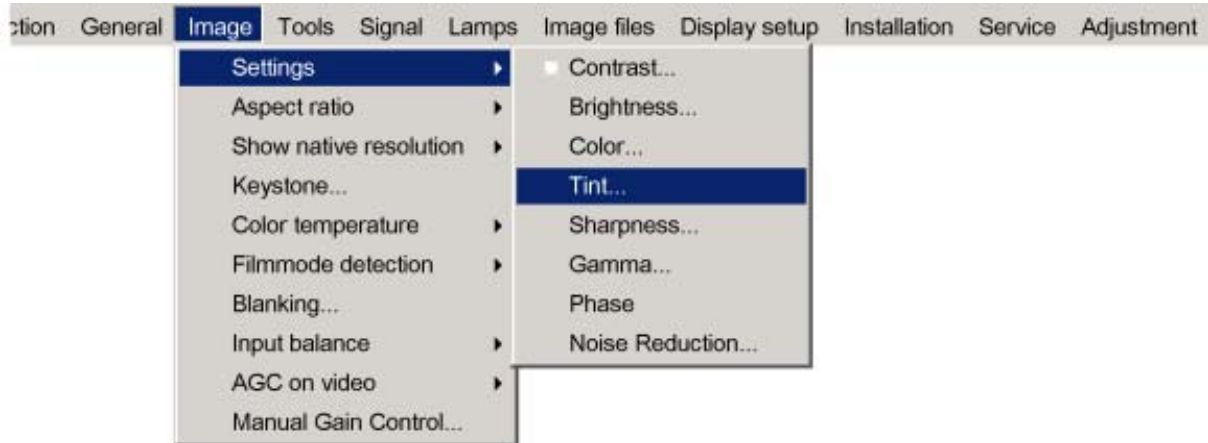 ction General Image Tools Signal Lamps Image files Display setup Installation Service Adjustment
Settings
Aspect ratio
Show native resolution
Keystone...
Color temperature
Filmmode detection
Blanking...
Input balance
AGC on video
Manual Gain Control...
Contrast...
Brightness...
Color...
Tint...
Sharpness...
Gamma...
Phase
Noise Reduction...